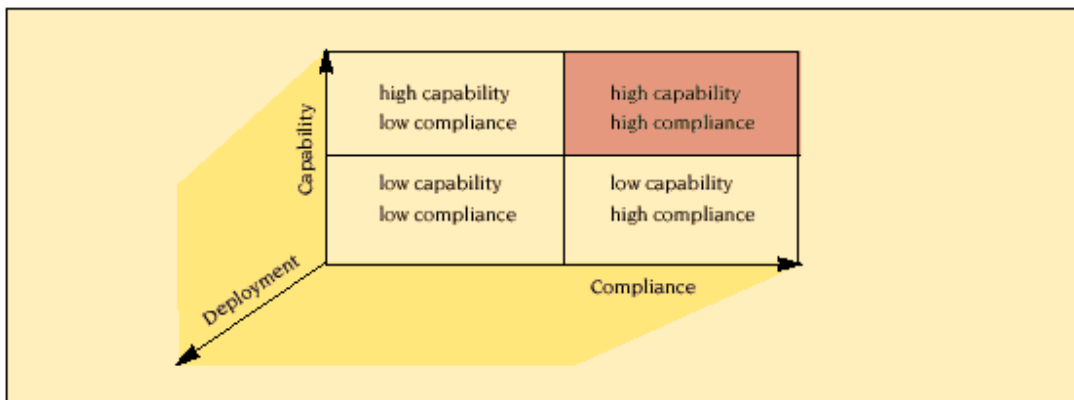 high capability
low compliance
high capability
high compliance
Capability
low capability
low compliance
low capability
high compliance
Deployment
Compliance